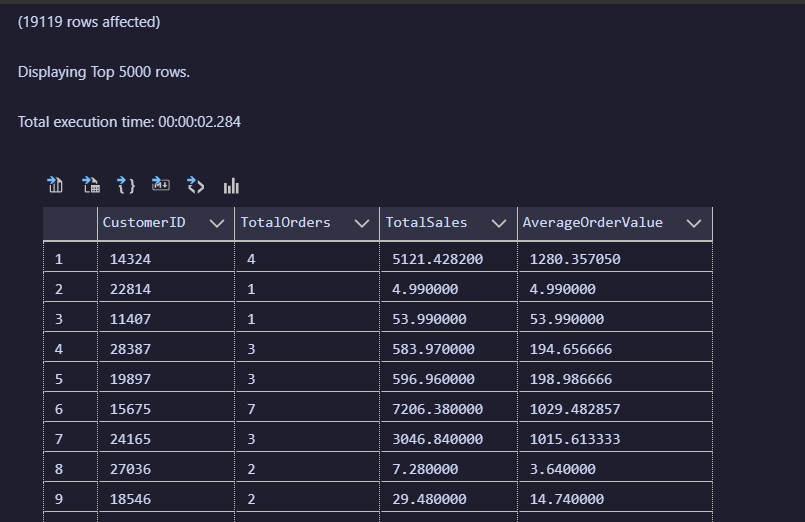 (19119 rows affected)
Displaying Top 5000 rows.
Total execution time: 00:00:02.284
CustomerID TotalOrders TotalSales AverageOrderValue
1 14324 4 5121.428200 1280.357050
2 22814 1 4.990000 4.990000
3 11407 1 53.990000 53.990000
4 28387 3 583.970000 194.656666
5 19897 3 596.960000 198.986666
6 15675 7 7206.380000 1029.482857
7 24165 3 3046.840000 1015.613333
8 27036 2 7.280000 3.640000
9 18546 2 29.480000 14.740000